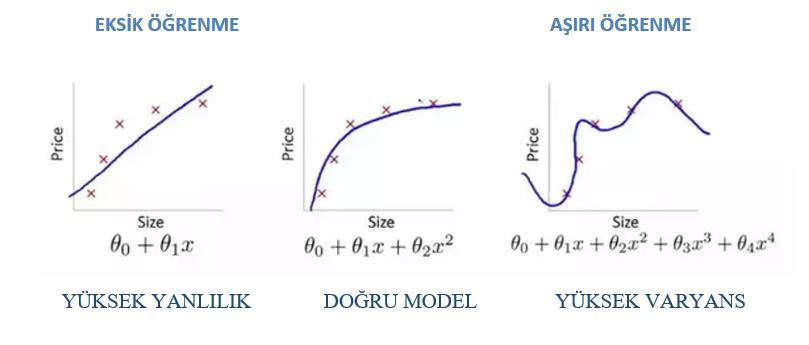 EKSİK ÖĞRENME
AŞIRI ÖĞRENME
Price
Size
θ₀ + θ₁x
Price
Size
θ₀ + θ₁x + θ₂x²
Price
Size
θ₀ + θ₁x + θ₂x² + θ₃x³ + θ₄x⁴
YÜKSEK YANLILIK
DOĞRU MODEL
YÜKSEK VARYANS